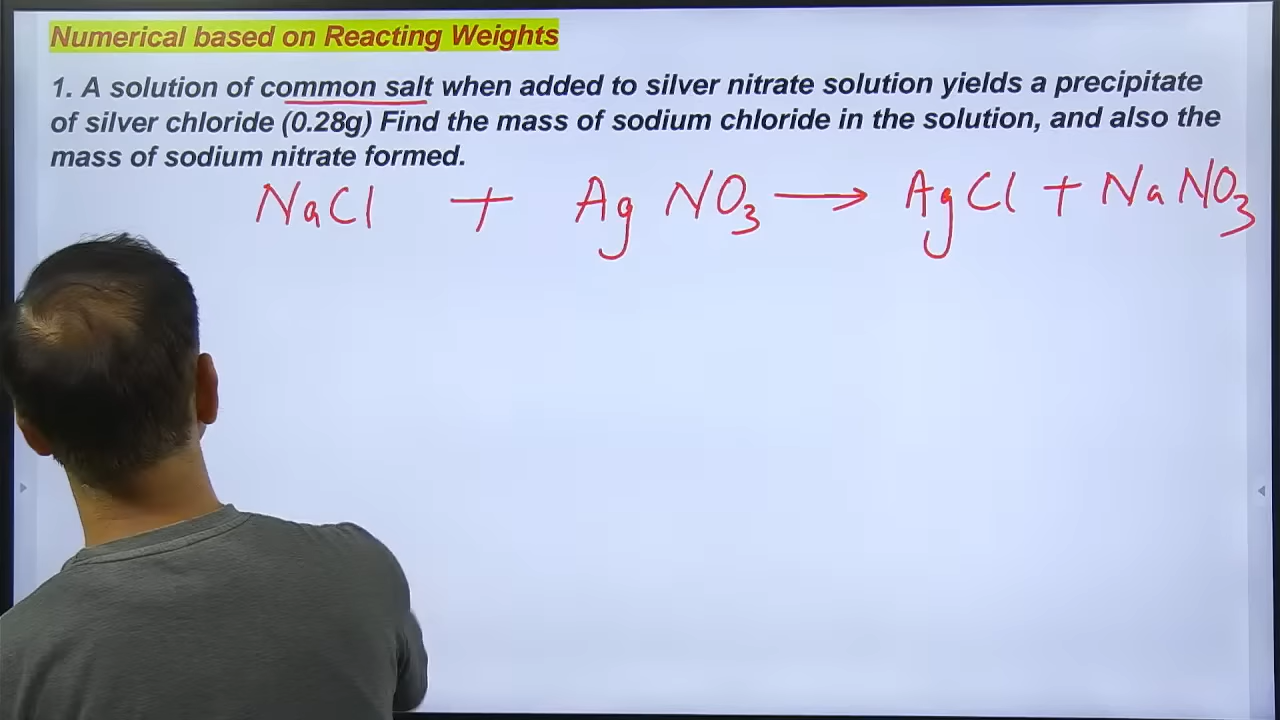 Numerical based on Reacting Weights
1. A solution of common salt when added to silver nitrate solution yields a precipitate
of silver chloride (0.28g) Find the mass of sodium chloride in the solution, and also the
mass of sodium nitrate formed.
NaCl + AgNO₃ → AgCl + NaNO₃